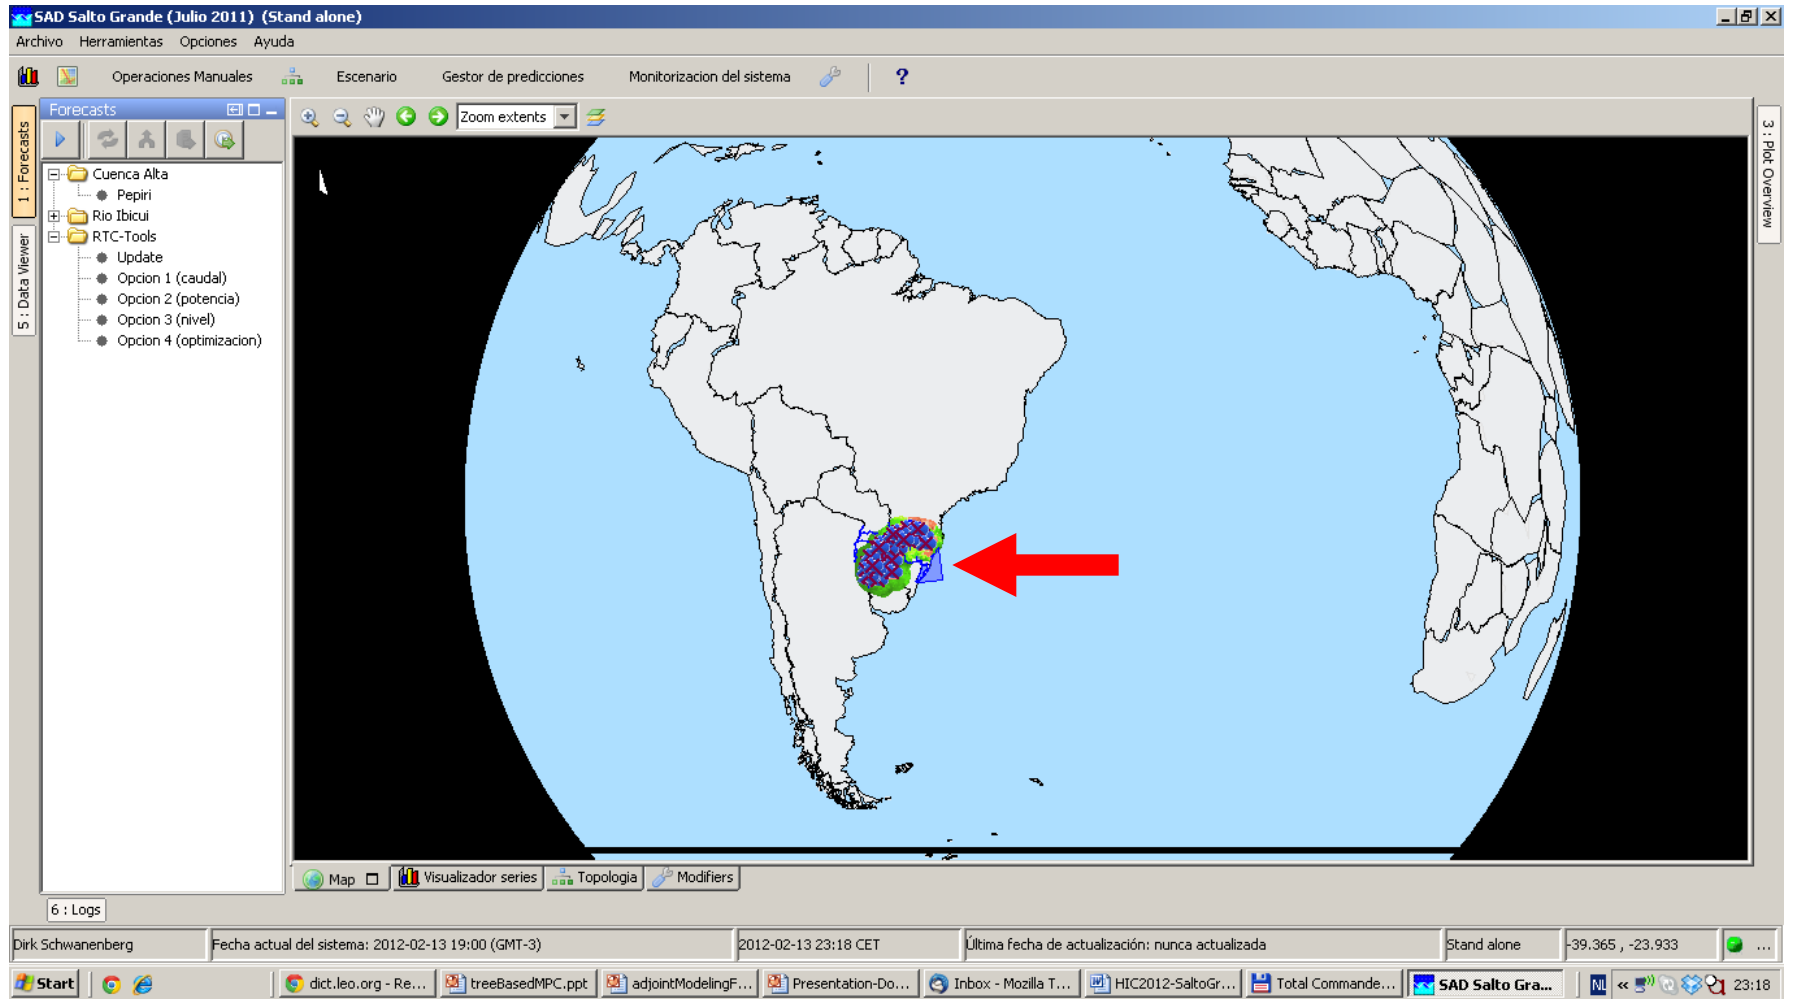 SAD Salto Grande (Julio 2011) (Stand alone)
Archivo Herramientas Opciones Ayuda
Operaciones Manuales Escenario Gestor de predicciones Monitorizacion del sistema ?
Forecasts
Zoom extents
1 : Forecasts
5 : Data Viewer
3 : Plot Overview
Cuenca Alta
Pepiri
Rio Ibicui
RTC-Tools
Update
Opcion 1 (caudal)
Opcion 2 (potencia)
Opcion 3 (nivel)
Opcion 4 (optimizacion)
Map Visualizador series Topologia Modifiers
6 : Logs
Dirk Schwanenberg Fecha actual del sistema: 2012-02-13 19:00 (GMT-3) 2012-02-13 23:18 CET Última fecha de actualización: nunca actualizada Stand alone -39.365 , -23.933 ...
Start dict.leo.org - Re... treeBasedMPC.ppt adjointModelingF... Presentation-Do... Inbox - Mozilla T... HIC2012-SaltoGr... Total Commande... SAD Salto Gra... NL « 23:18